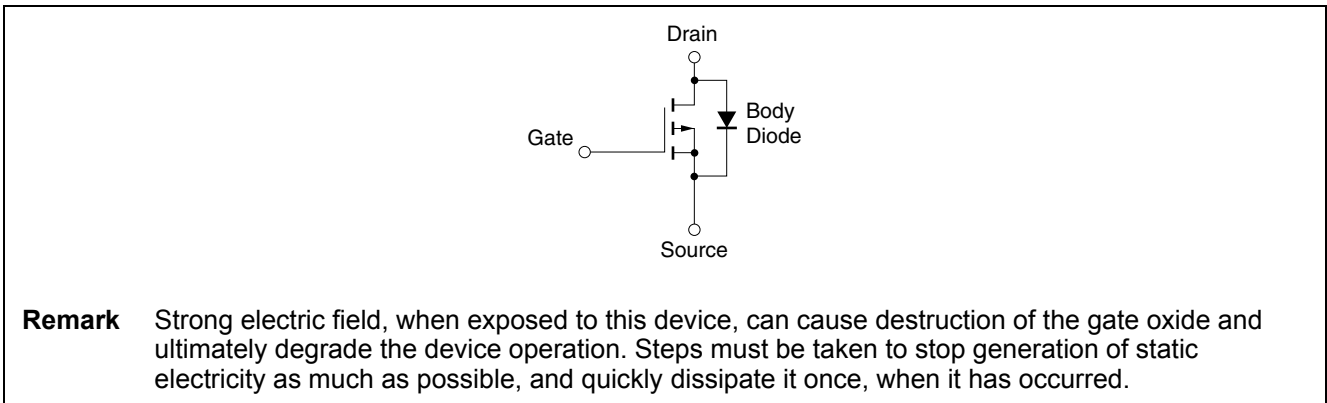 Drain
Body
Diode
Gate
Source
Remark Strong electric field, when exposed to this device, can cause destruction of the gate oxide and
ultimately degrade the device operation. Steps must be taken to stop generation of static
electricity as much as possible, and quickly dissipate it once, when it has occurred.